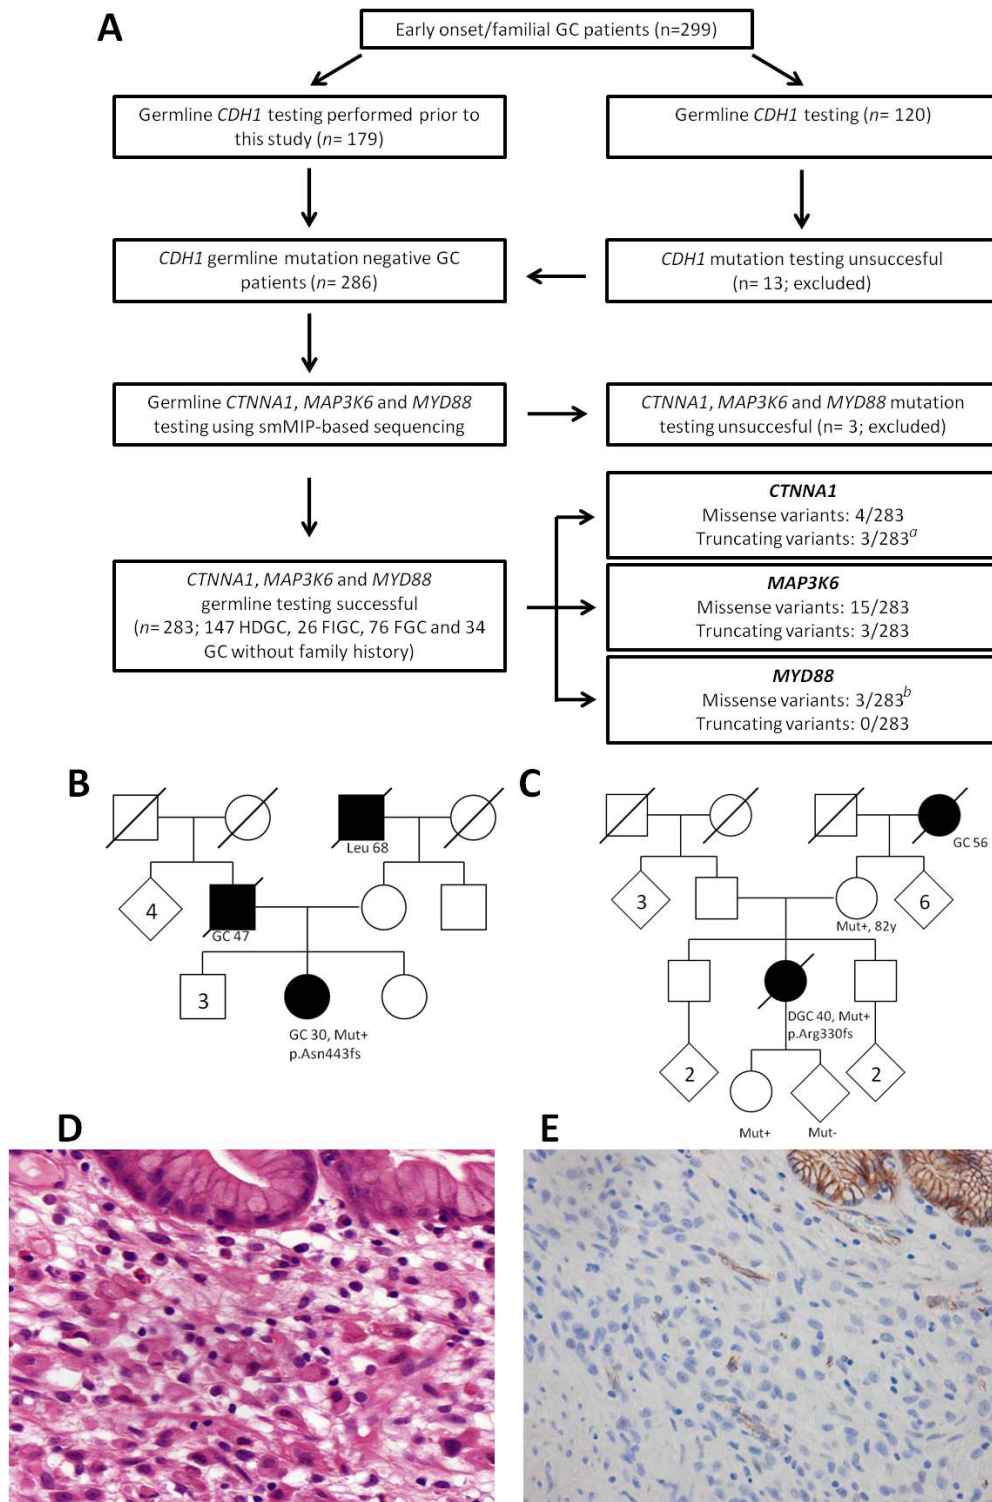 A
Early onset/familial GC patients (n=299)
Germline CDH1 testing performed prior to
this study (n= 179)
Germline CDH1 testing (n= 120)
CDH1 germline mutation negative GC
patients (n= 286)
CDH1 mutation testing unsuccesful
(n= 13; excluded)
Germline CTNNA1, MAP3K6 and MYD88
testing using smMIP-based sequencing
CTNNA1, MAP3K6 and MYD88 mutation
testing unsuccesful (n= 3; excluded)
CTNNA1, MAP3K6 and MYD88
germline testing successful
(n= 283; 147 HDGC, 26 FIGC, 76 FGC and 34
GC without family history)
CTNNA1
Missense variants: 4/283
Truncating variants: 3/283a
MAP3K6
Missense variants: 15/283
Truncating variants: 3/283
MYD88
Missense variants: 3/283b
Truncating variants: 0/283
B
Leu 68
4
GC 47
3
GC 30, Mut+
p.Asn443fs
C
GC 56
3
6
Mut+, 82y
DGC 40, Mut+
p.Arg330fs
2
2
Mut+
Mut-
D
E